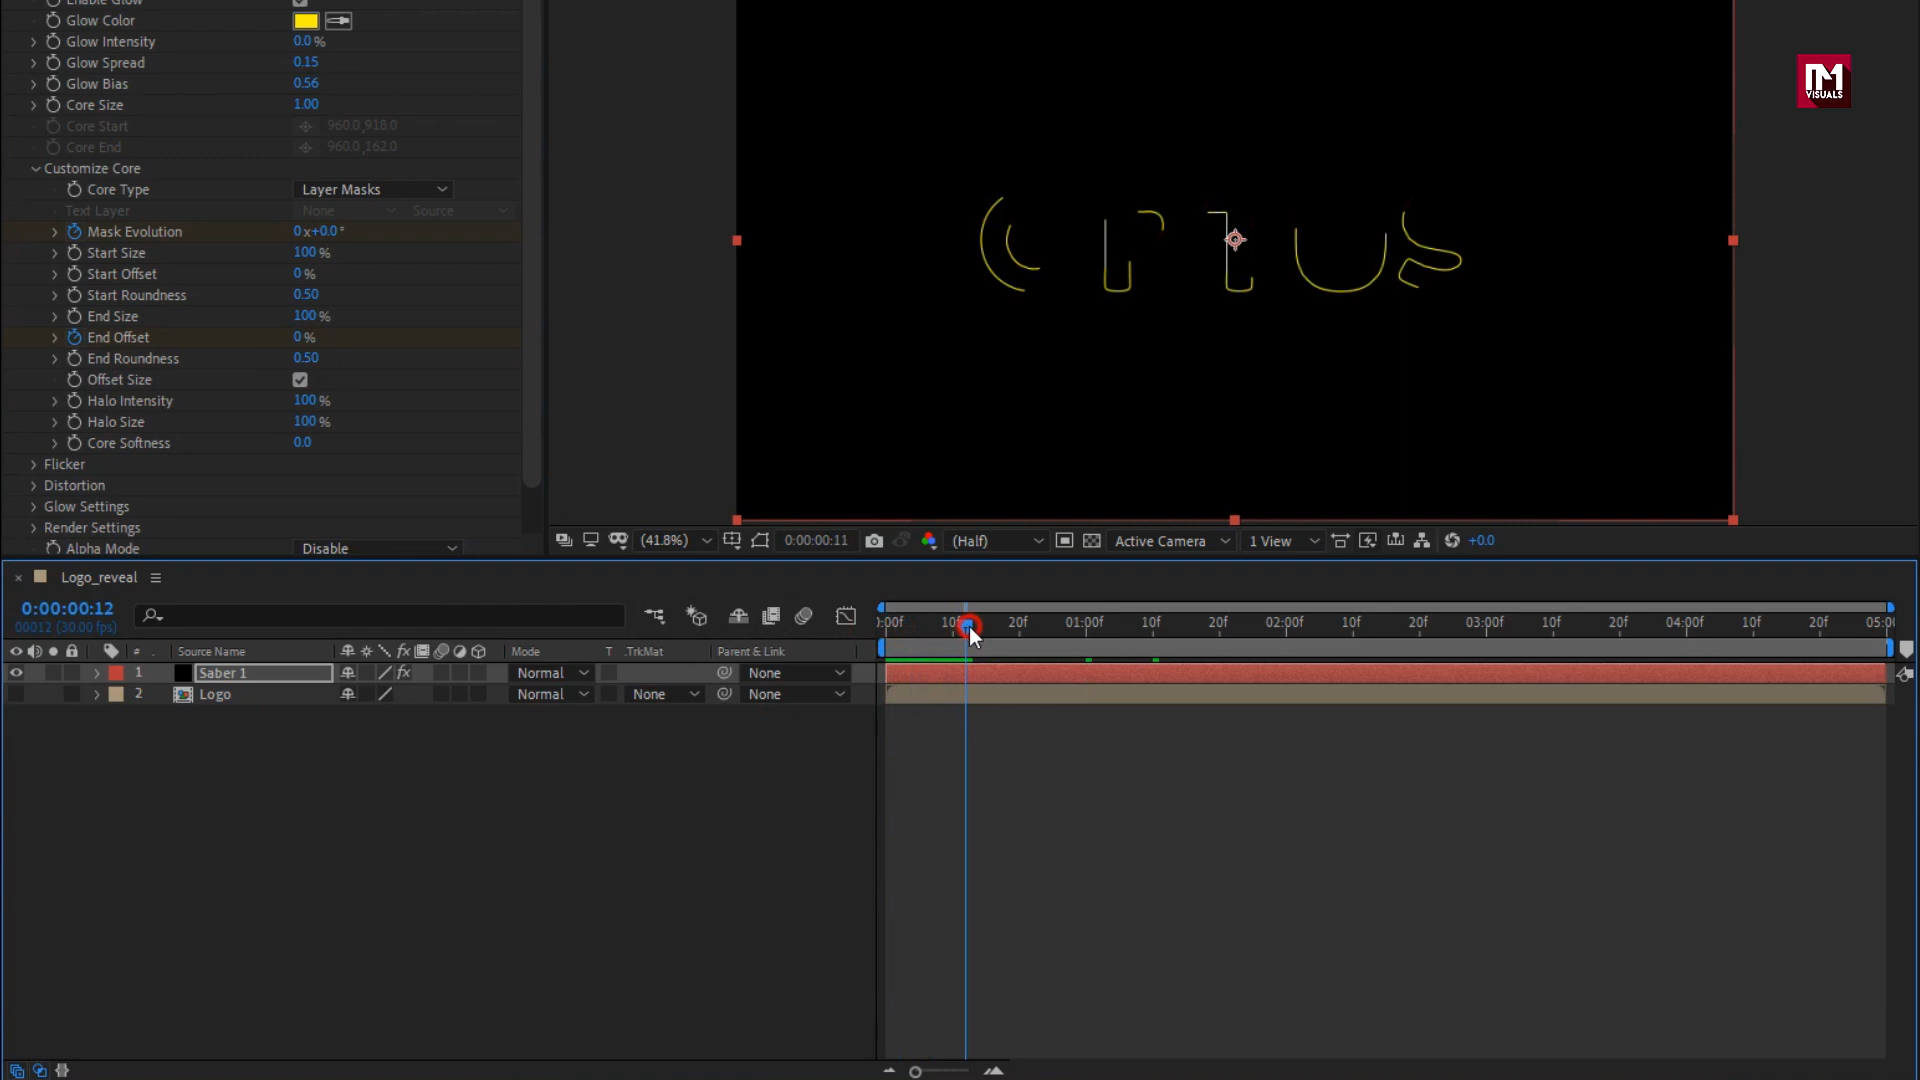 Enable Glow
Glow Color
Glow Intensity 0.0 %
Glow Spread 0.15
Glow Bias 0.56
Core Size 1.00
Core Start 960.0,918.0
Core End 960.0,162.0
Customize Core
Core Type Layer Masks
Text Layer None Source
Mask Evolution 0 x+0.0 °
Start Size 100 %
Start Offset 0 %
Start Roundness 0.50
End Size 100 %
End Offset 0 %
End Roundness 0.50
Offset Size
Halo Intensity 100 %
Halo Size 100 %
Core Softness 0.0
Flicker
Distortion
Glow Settings
Render Settings
Alpha Mode Disable
VISUALS
(41.8%) 0:00:00:11 (Half) Active Camera 1 View +0.0
× Logo_reveal
0:00:00:12
00012 (30.00 fps)
:00f 10f 20f 01:00f 10f 20f 02:00f 10f 20f 03:00f 10f 20f 04:00f 10f 20f 05:00
# Source Name fx Mode T .TrkMat Parent & Link
1 Saber 1 fx Normal None
2 Logo Normal None None